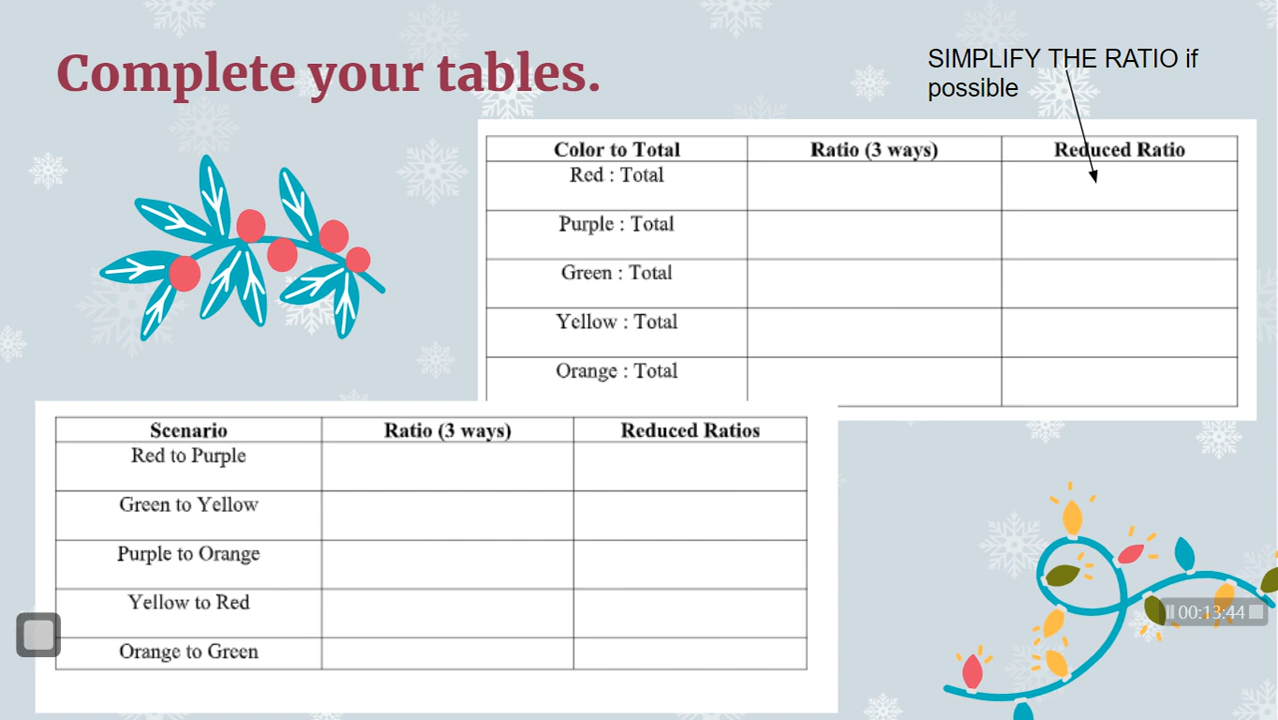 Complete your tables.
SIMPLIFY THE RATIO if
possible
Color to Total Ratio (3 ways) Reduced Ratio
Red : Total
Purple : Total
Green : Total
Yellow : Total
Orange : Total
Scenario Ratio (3 ways) Reduced Ratios
Red to Purple
Green to Yellow
Purple to Orange
Yellow to Red
Orange to Green
00:13:44